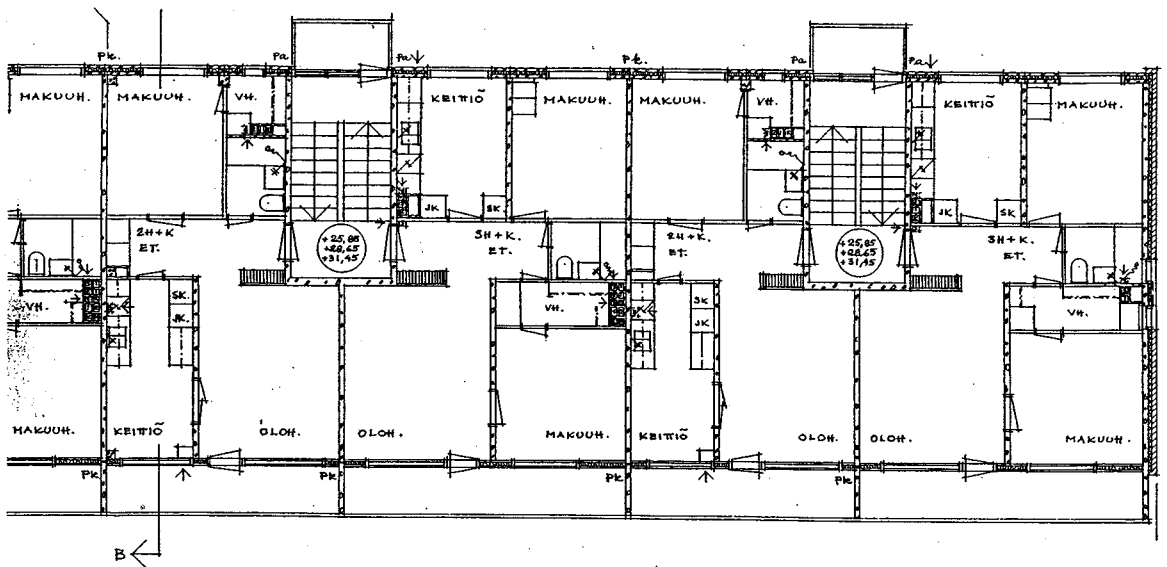 Pk.
Pa
Pa
Pk.
Pa
Pa
MAKUUH.
MAKUUH.
VH.
KEITTIÖ
MAKUUH.
MAKUUH.
VH.
KEITTIÖ
MAKUUH.
JK
SK
JK
SK
2H+K
ET.
+25,85
+28,65
+31,45
3H+K.
ET.
2H+K.
ET.
+25,85
+28,65
+31,45
3H+K.
ET.
VH.
SK
JK.
VH.
SK
JK
VH.
MAKUUH.
KEITTIÖ
OLOH.
OLOH.
MAKUUH.
KEITTIÖ
OLOH.
OLOH.
MAKUUH.
Pk
Pk
Pk
B